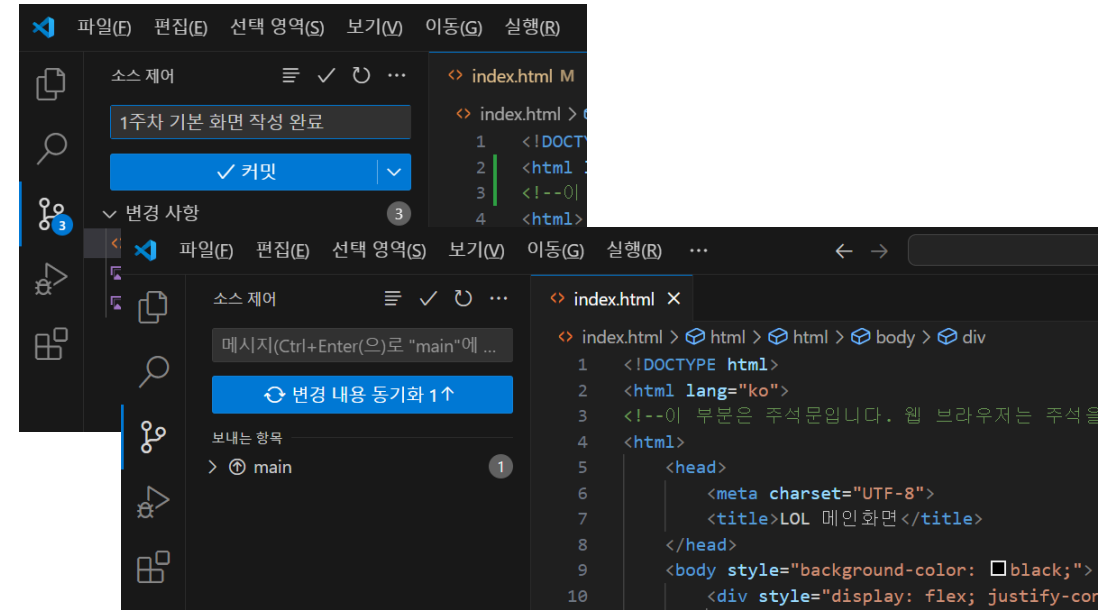 파일(F) 편집(E) 선택 영역(S) 보기(V) 이동(G) 실행(R)
소스 제어
1주차 기본 화면 작성 완료
커밋
변경 사항 3
3
index.html M
index.html
1 <!DOCTY
2 <html
3 <!--이
4 <html>
파일(F) 편집(E) 선택 영역(S) 보기(V) 이동(G) 실행(R) ···
소스 제어
메시지(Ctrl+Enter(으)로 "main"에 ...
변경 내용 동기화 1↑
보내는 항목
main 1
index.html
index.html > html > html > body > div
1 <!DOCTYPE html>
2 <html lang="ko">
3 <!--이 부분은 주석문입니다. 웹 브라우저는 주석을
4 <html>
5 <head>
6 <meta charset="UTF-8">
7 <title>LOL 메인화면</title>
8 </head>
9 <body style="background-color: black;">
10 <div style="display: flex; justify-con